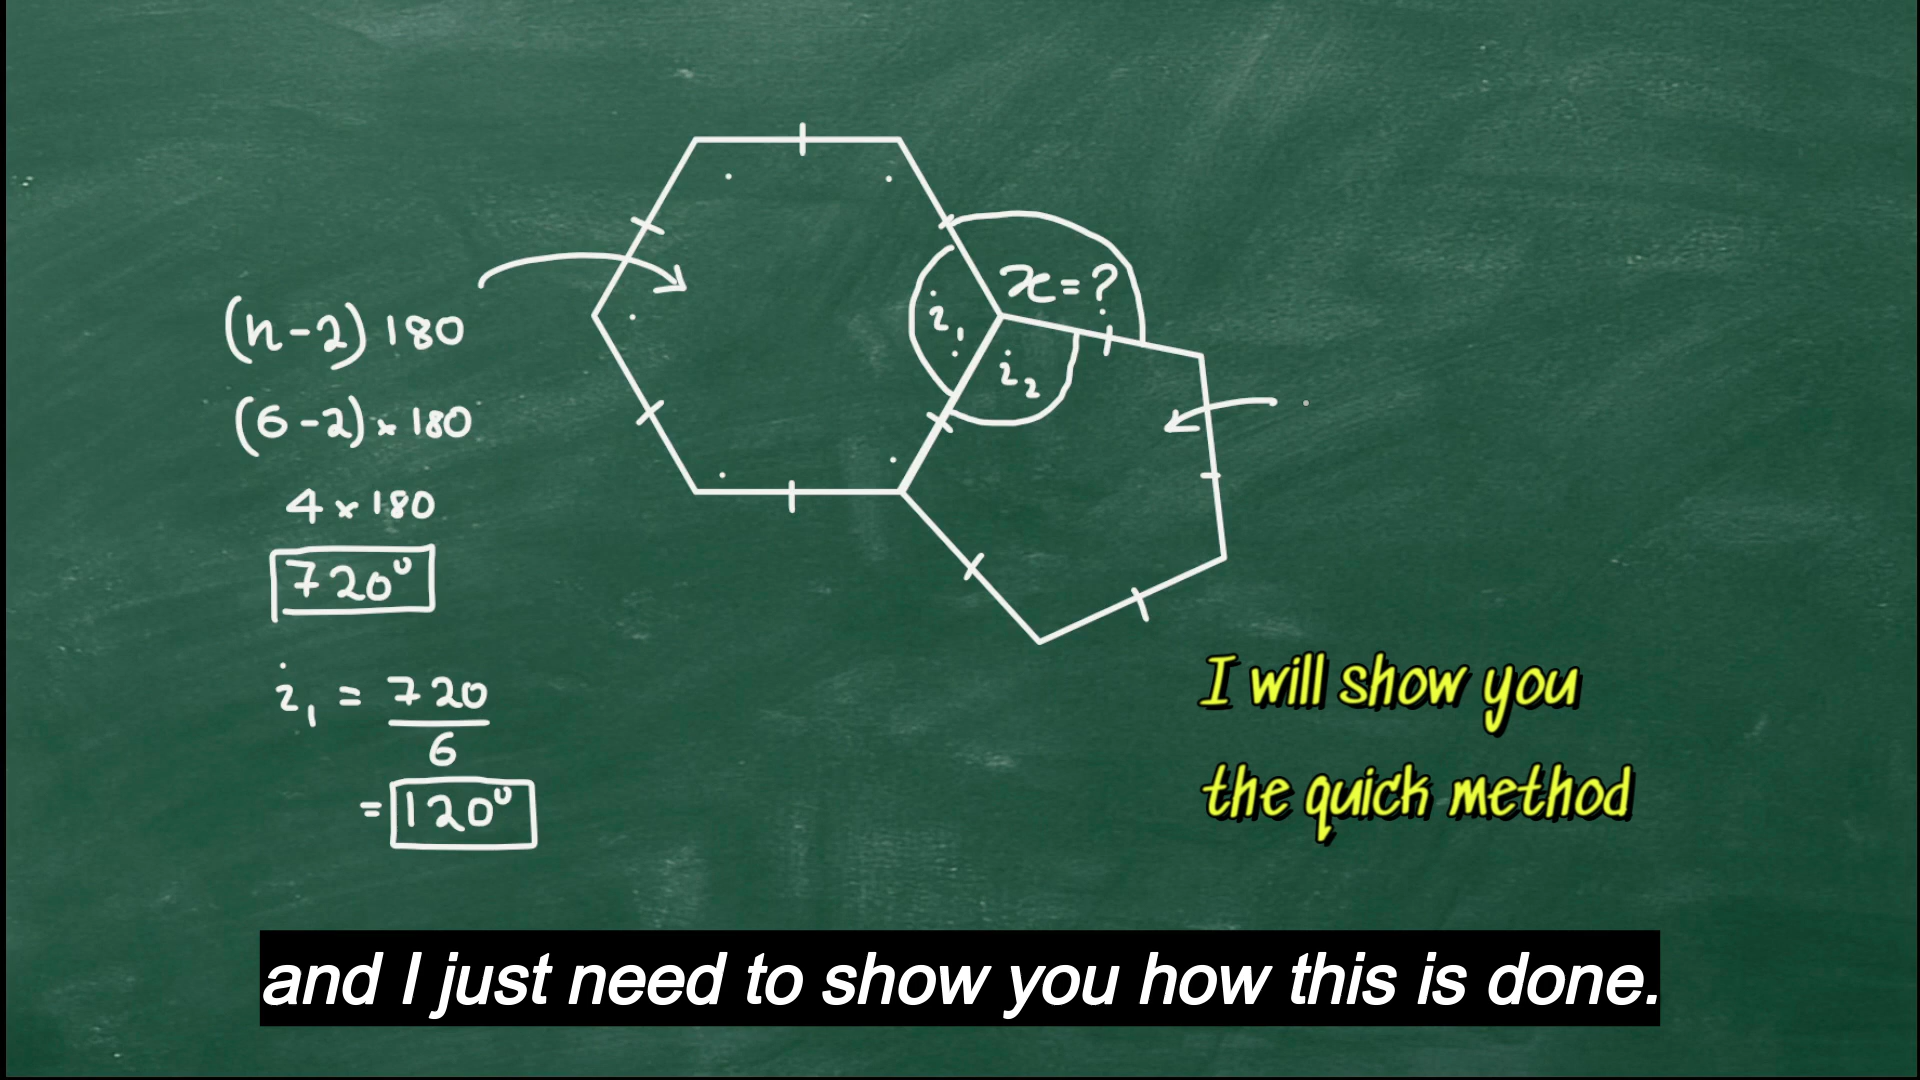 (n-2) 180
(6-2) × 180
4 × 180
720°
i₁ = 720
6
= 120°
x = ?
i₁
i₂
I will show you
the quick method
and I just need to show you how this is done.